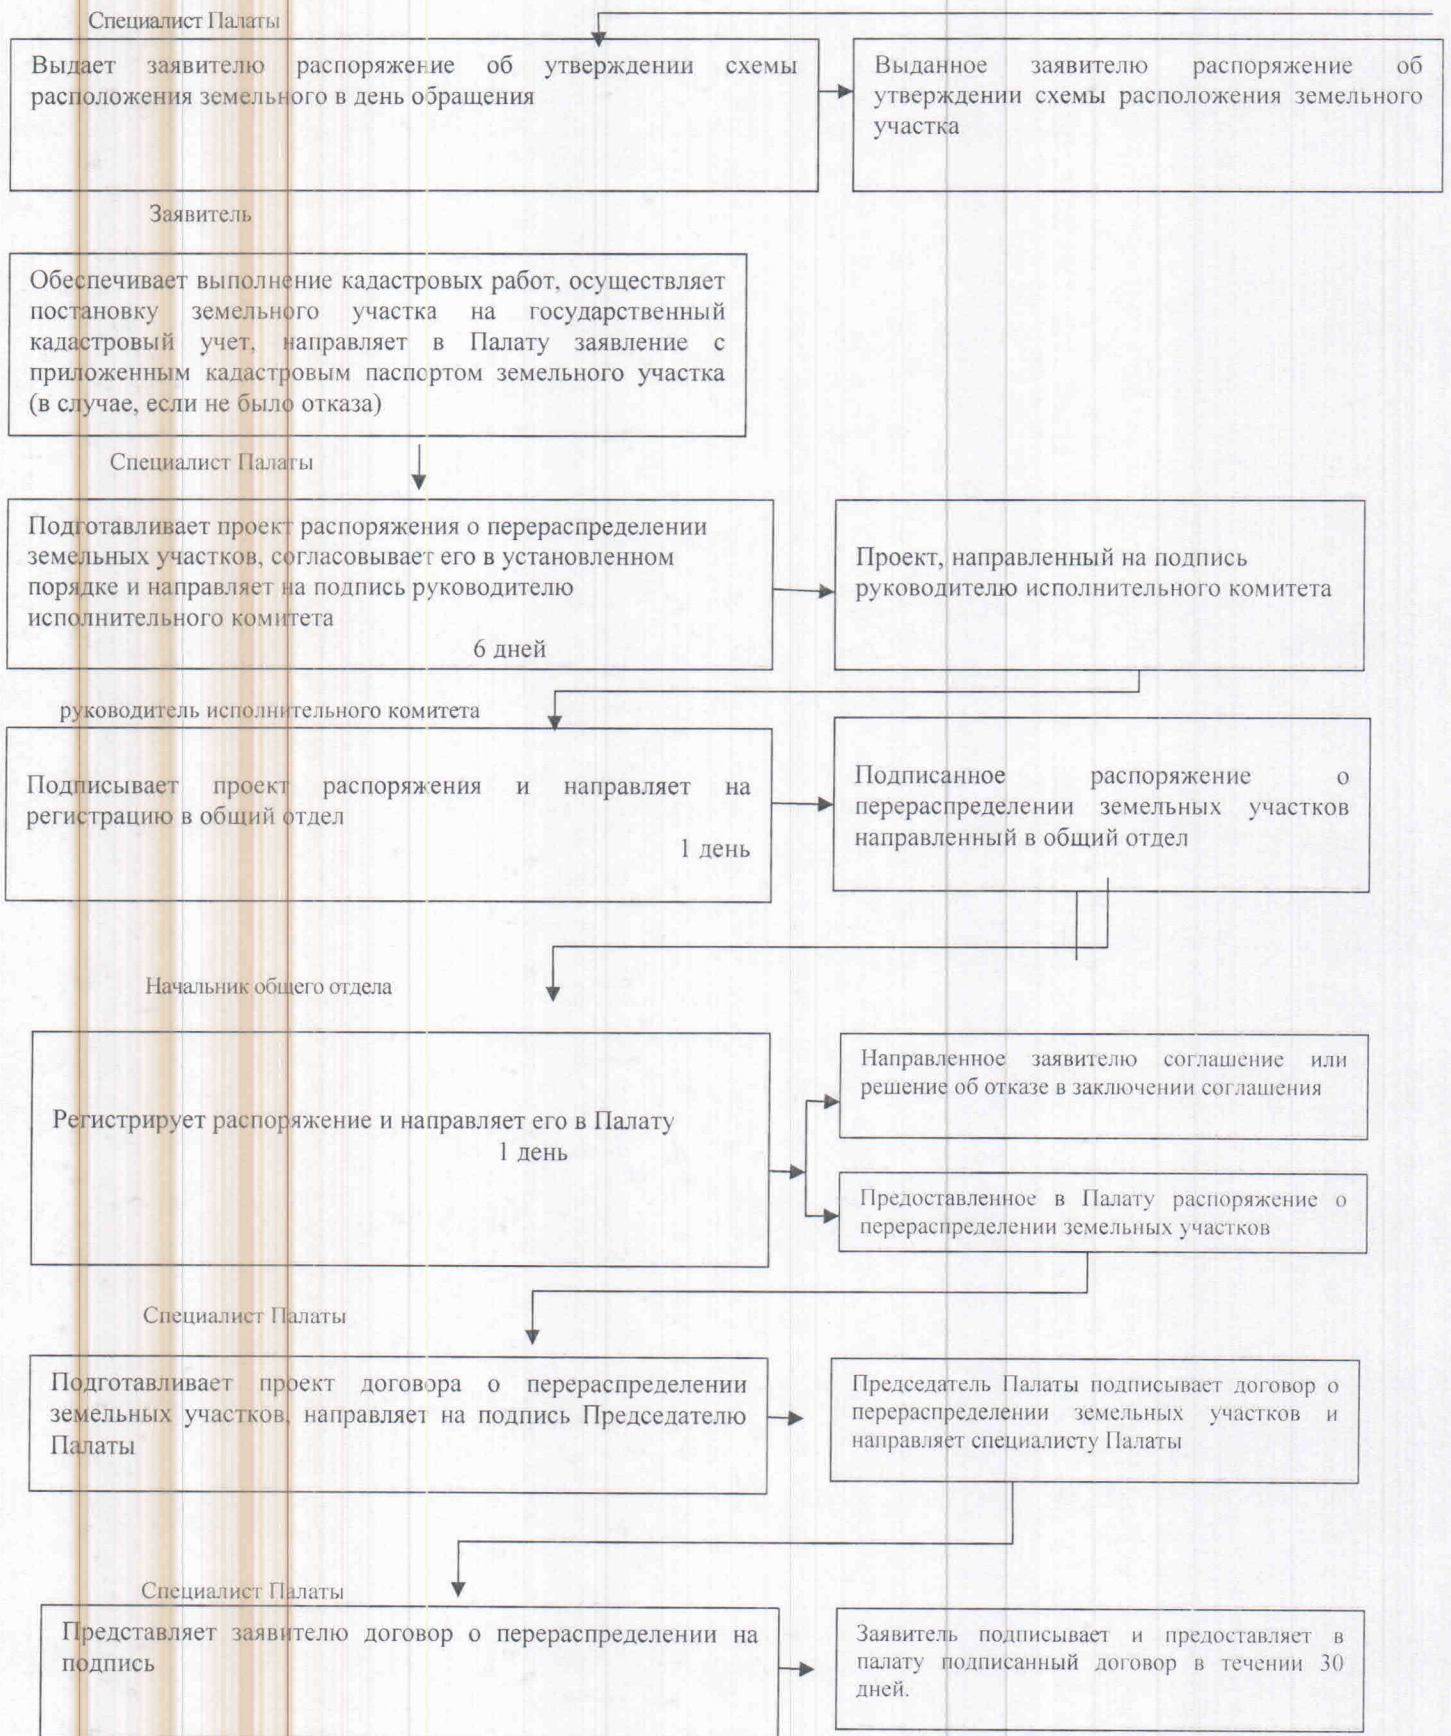 Специалист Палаты
Выдает заявителю распоряжение об утверждении схемы
расположения земельного в день обращения
Выданное заявителю распоряжение об
утверждении схемы расположения земельного
участка
Заявитель
Обеспечивает выполнение кадастровых работ, осуществляет
постановку земельного участка на государственный
кадастровый учет, направляет в Палату заявление с
приложенным кадастровым паспортом земельного участка
(в случае, если не было отказа)
Специалист Палаты
Подготавливает проект распоряжения о перераспределении
земельных участков, согласовывает его в установленном
порядке и направляет на подпись руководителю
исполнительного комитета
6 дней
Проект, направленный на подпись
руководителю исполнительного комитета
руководитель исполнительного комитета
Подписывает проект распоряжения и направляет на
регистрацию в общий отдел
1 день
Подписанное распоряжение о
перераспределении земельных участков
направленный в общий отдел
Начальник общего отдела
Регистрирует распоряжение и направляет его в Палату
1 день
Направленное заявителю соглашение или
решение об отказе в заключении соглашения
Предоставленное в Палату распоряжение о
перераспределении земельных участков
Специалист Палаты
Подготавливает проект договора о перераспределении
земельных участков, направляет на подпись Председателю
Палаты
Председатель Палаты подписывает договор о
перераспределении земельных участков и
направляет специалисту Палаты
Специалист Палаты
Представляет заявителю договор о перераспределении на
подпись
Заявитель подписывает и предоставляет в
палату подписанный договор в течении 30
дней.